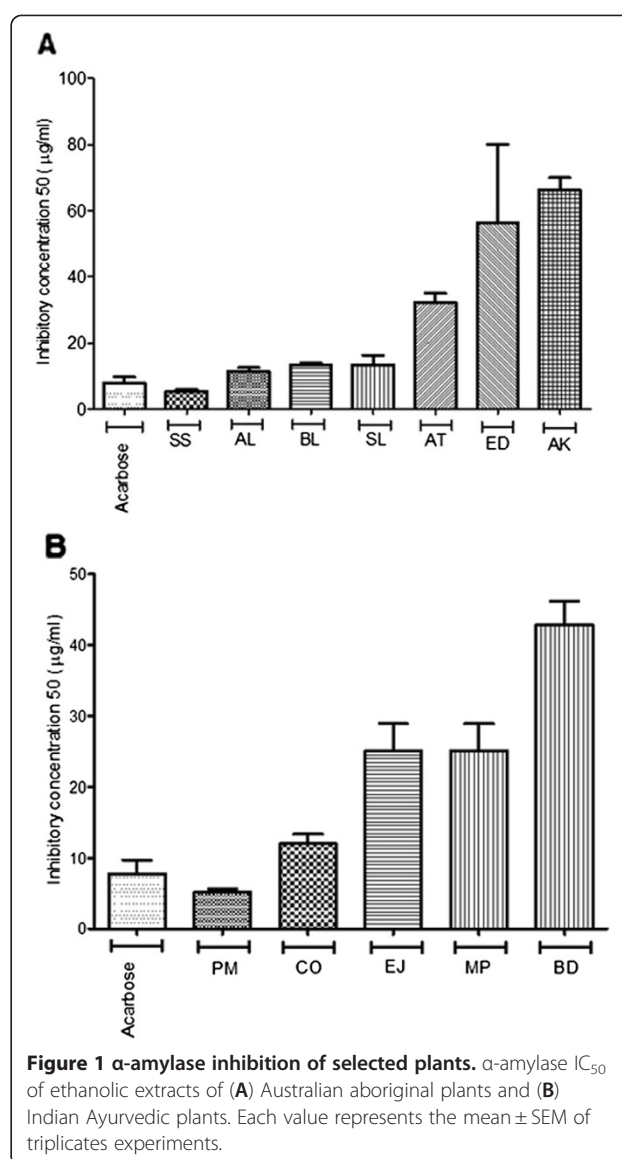 A
Inhibitory concentration 50 ( µg/ml)
100
80
60
40
20
0
Acarbose
SS
AL
BL
SL
AT
ED
AK
B
Inhibitory concentration 50 ( µg/ml)
50
40
30
20
10
0
Acarbose
PM
CO
EJ
MP
BD
Figure 1 α-amylase inhibition of selected plants. α-amylase IC50
of ethanolic extracts of (A) Australian aboriginal plants and (B)
Indian Ayurvedic plants. Each value represents the mean ± SEM of
triplicates experiments.